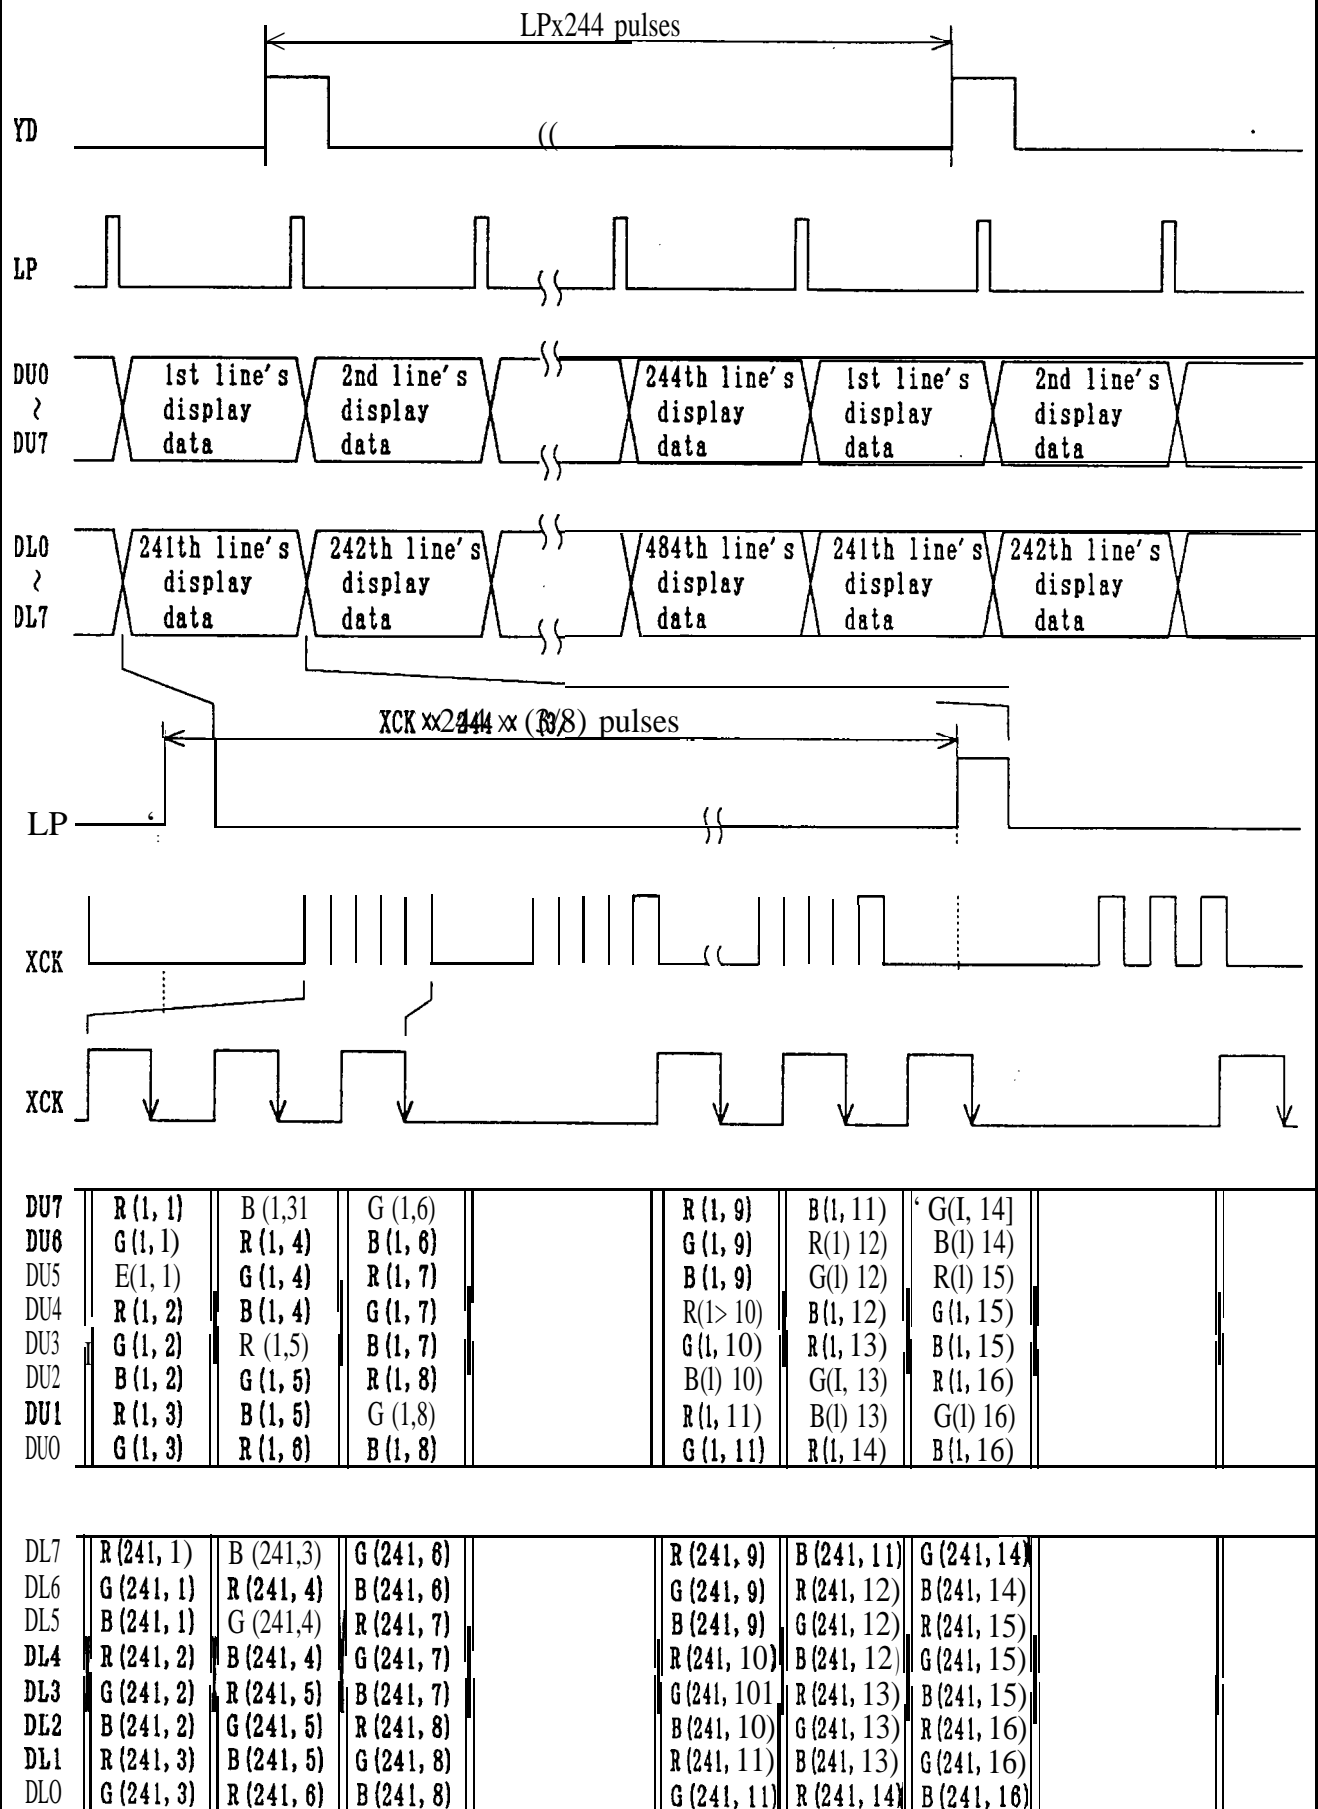 LPx244 pulses
YD
LP
DU0 1st line's 2nd line's 244th line's 1st line's 2nd line's
~ display display display display display
DU7 data data data data data
DL0 241th line's 242th line's 484th line's 241th line's 242th line's
~ display display display display display
DL7 data data data data data
XCK × 244 × (3/8) pulses
LP
XCK
XCK
DU7 R(1, 1) B (1,31 G (1,6) R(1, 9) B(1, 11) G(I, 14]
DU6 G(1, 1) R(1, 4) B(1, 6) G(1, 9) R(1) 12) B(l) 14)
DU5 E(1, 1) G(1, 4) R(1, 7) B(1, 9) G(l) 12) R(l) 15)
DU4 R(1, 2) B(1, 4) G(1, 7) R(1> 10) B(1, 12) G(1, 15)
DU3 G(1, 2) R (1,5) B(1, 7) G(1, 10) R(1, 13) B(1, 15)
DU2 B(1, 2) G(1, 5) R(1, 8) B(l) 10) G(I, 13) R(1, 16)
DU1 R(1, 3) B(1, 5) G (1,8) R(1, 11) B(l) 13) G(l) 16)
DU0 G(1, 3) R(1, 6) B(1, 8) G(1, 11) R(1, 14) B(1, 16)
DL7 R(241, 1) B (241,3) G(241, 6) R(241, 9) B(241, 11) G(241, 14)
DL6 G(241, 1) R(241, 4) B(241, 6) G(241, 9) R(241, 12) B(241, 14)
DL5 B(241, 1) G (241,4) R(241, 7) B(241, 9) G(241, 12) R(241, 15)
DL4 R(241, 2) B(241, 4) G(241, 7) R(241, 10) B(241, 12) G(241, 15)
DL3 G(241, 2) R(241, 5) B(241, 7) G(241, 101 R(241, 13) B(241, 15)
DL2 B(241, 2) G(241, 5) R(241, 8) B(241, 10) G(241, 13) R(241, 16)
DL1 R(241, 3) B(241, 5) G(241, 8) R(241, 11) B(241, 13) G(241, 16)
DL0 G(241, 3) R(241, 6) B(241, 8) G(241, 11) R(241, 14) B(241, 16)